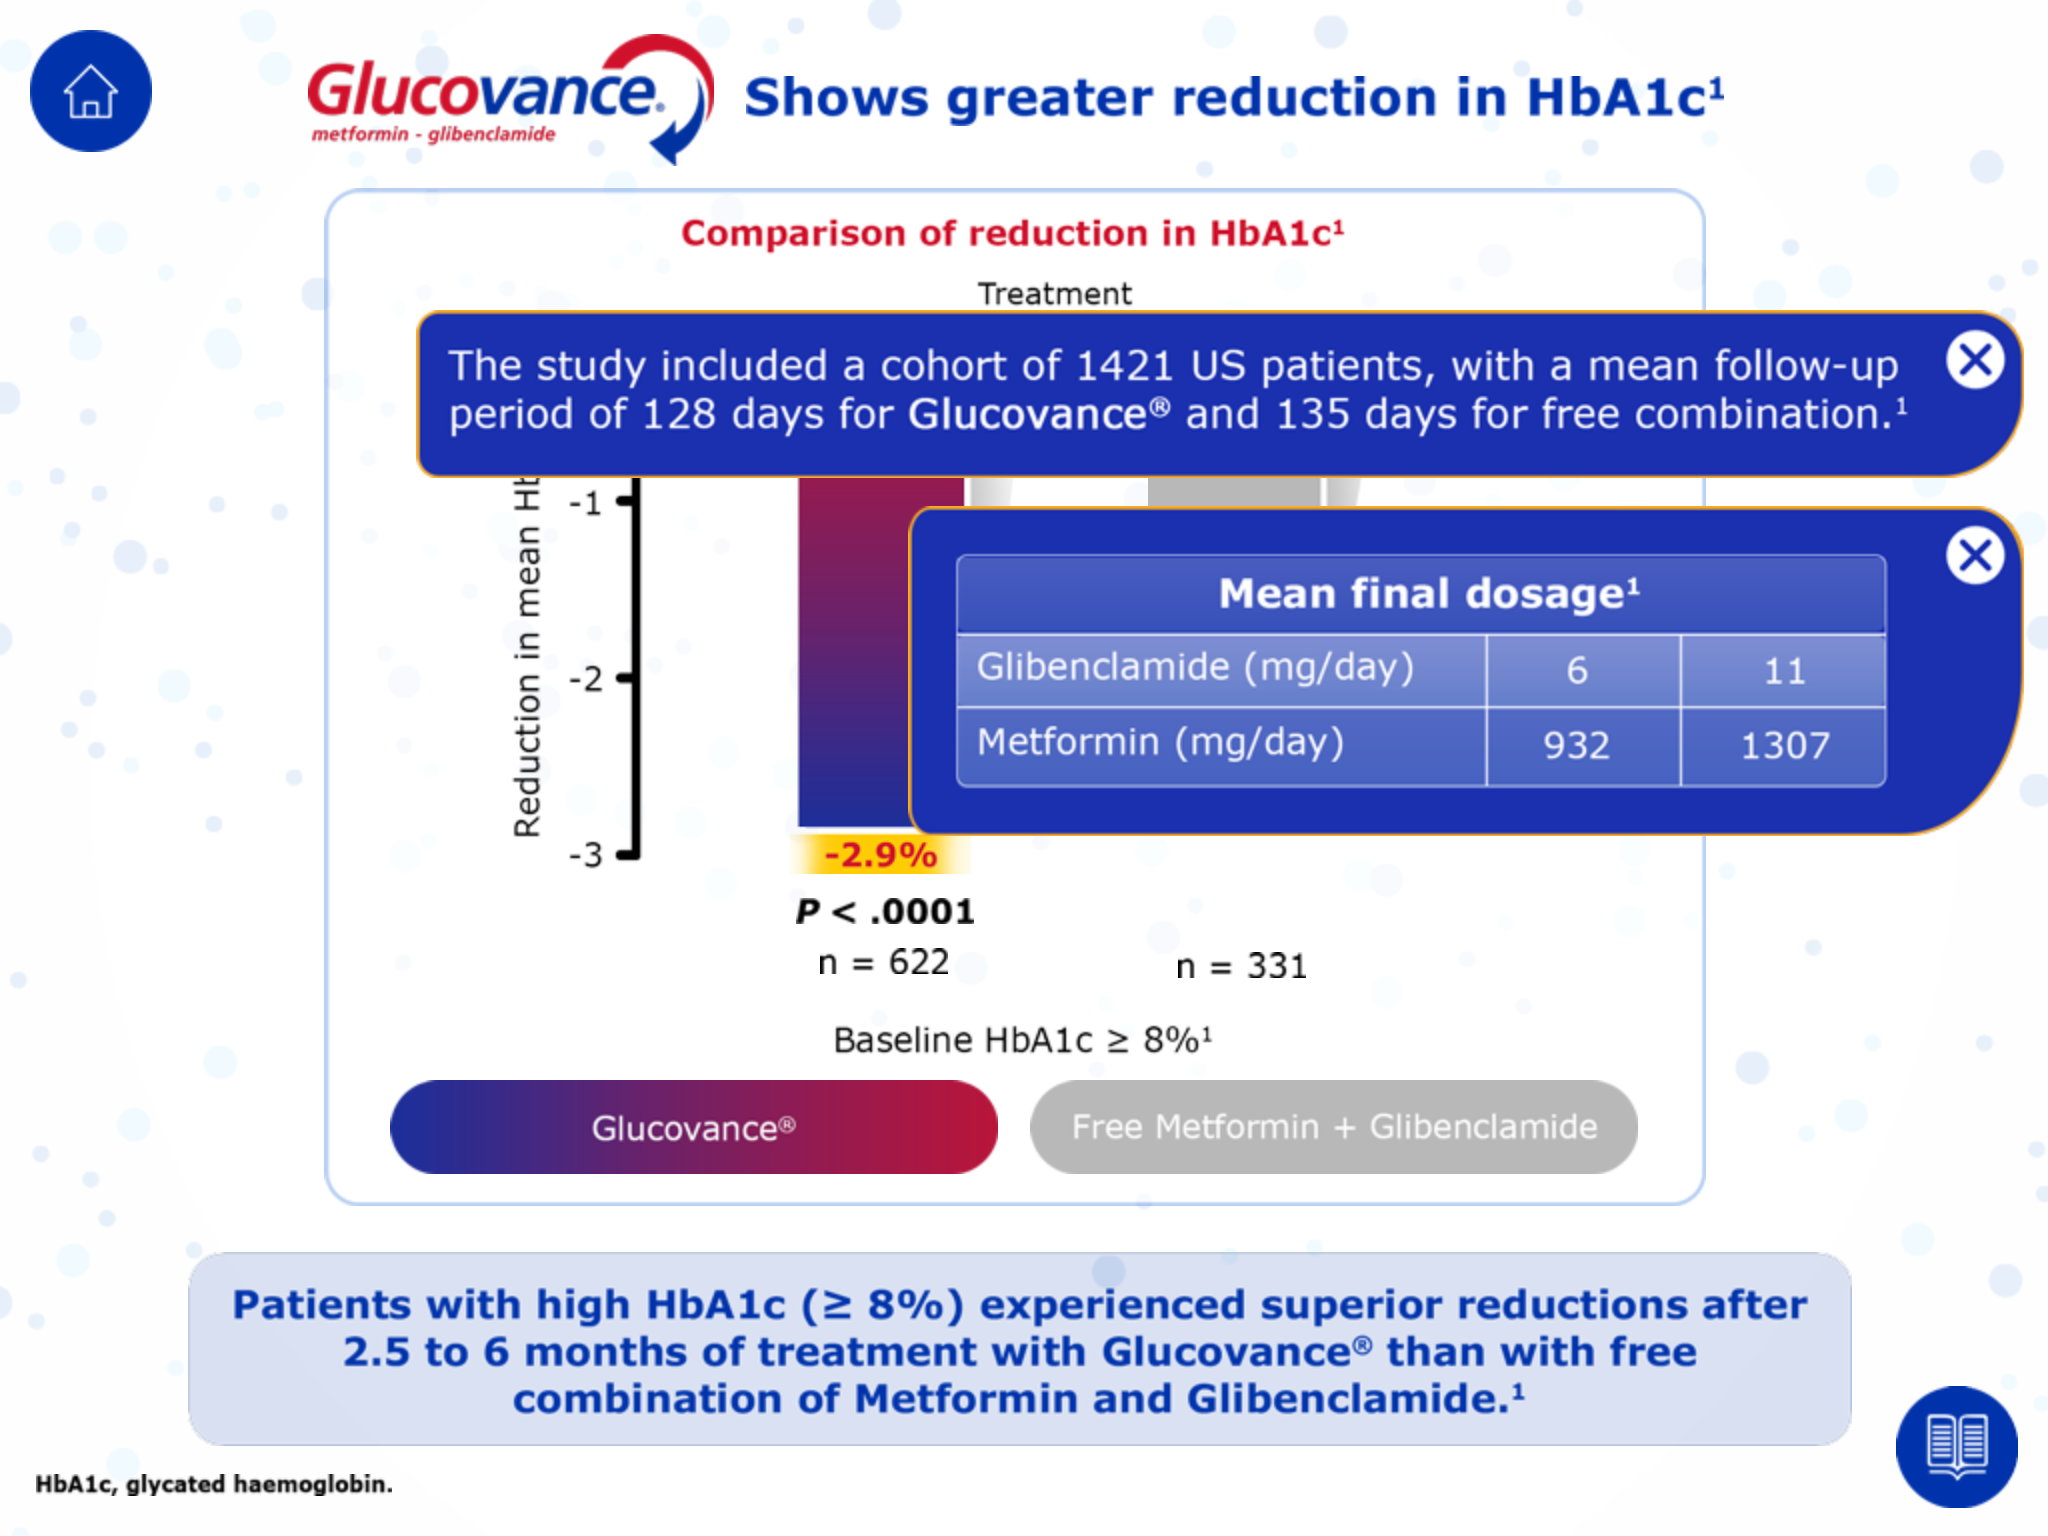 Glucovance®
metformin - glibenclamide
Shows greater reduction in HbA1c¹
Comparison of reduction in HbA1c¹
Treatment
The study included a cohort of 1421 US patients, with a mean follow-up
period of 128 days for Glucovance® and 135 days for free combination.¹
Reduction in mean
-1
-2
-3
Mean final dosage¹
Glibenclamide (mg/day) 6 11
Metformin (mg/day) 932 1307
-2.9%
P < .0001
n = 622
n = 331
Baseline HbA1c ≥ 8%¹
Glucovance®
Free Metformin + Glibenclamide
Patients with high HbA1c (≥ 8%) experienced superior reductions after
2.5 to 6 months of treatment with Glucovance® than with free
combination of Metformin and Glibenclamide.¹
HbA1c, glycated haemoglobin.